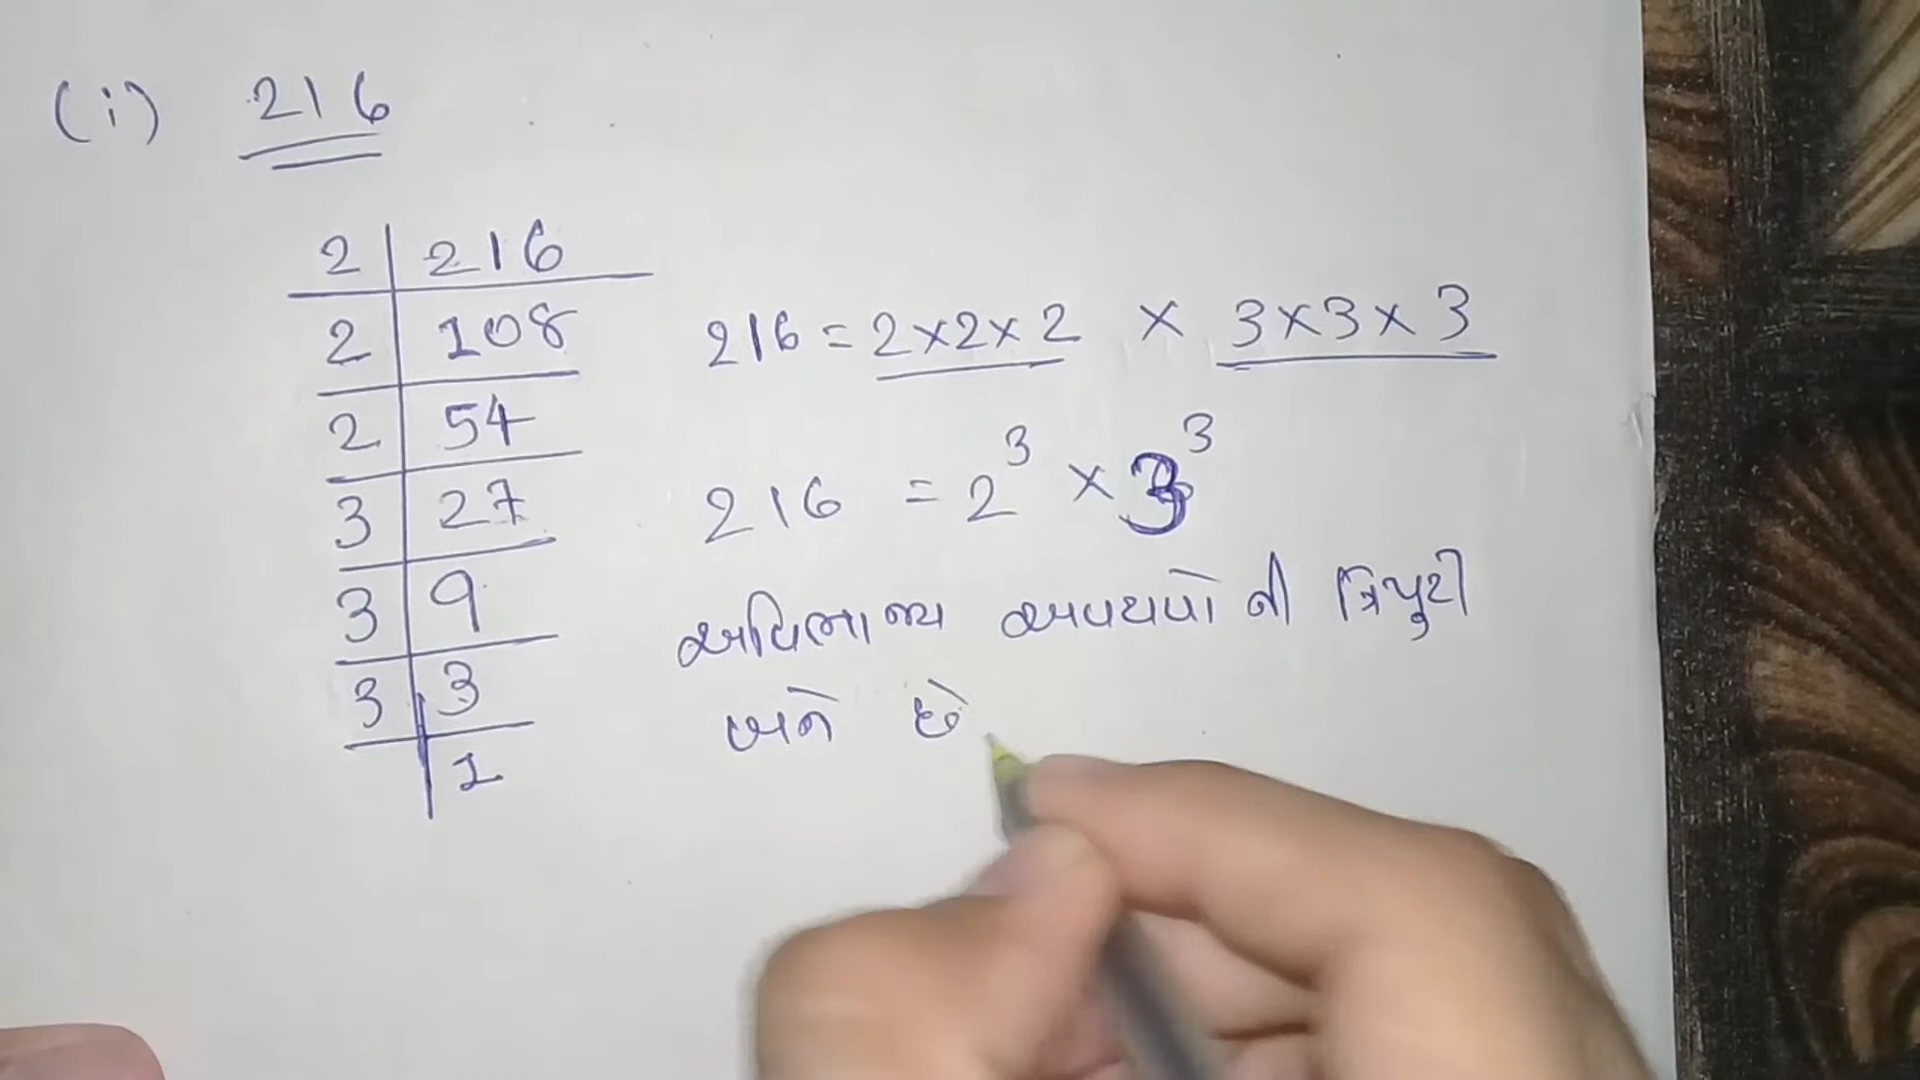 (i) 216
2 | 216
2 | 108
2 | 54
3 | 27
3 | 9
3 | 3
1
216 = 2×2×2 × 3×3×3
216 = 2³ × 3³
અવિભાજ્ય અવયવો ની ત્રિપુટી
બને છે